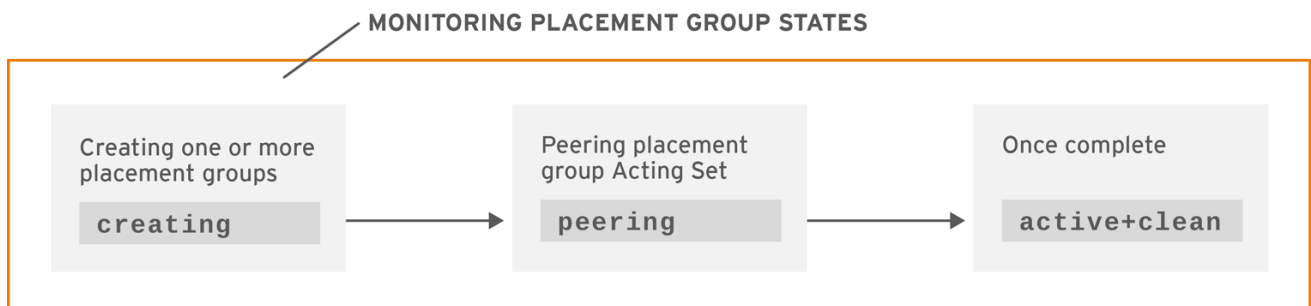 MONITORING PLACEMENT GROUP STATES
Creating one or more
placement groups
creating
Peering placement
group Acting Set
peering
Once complete
active+clean